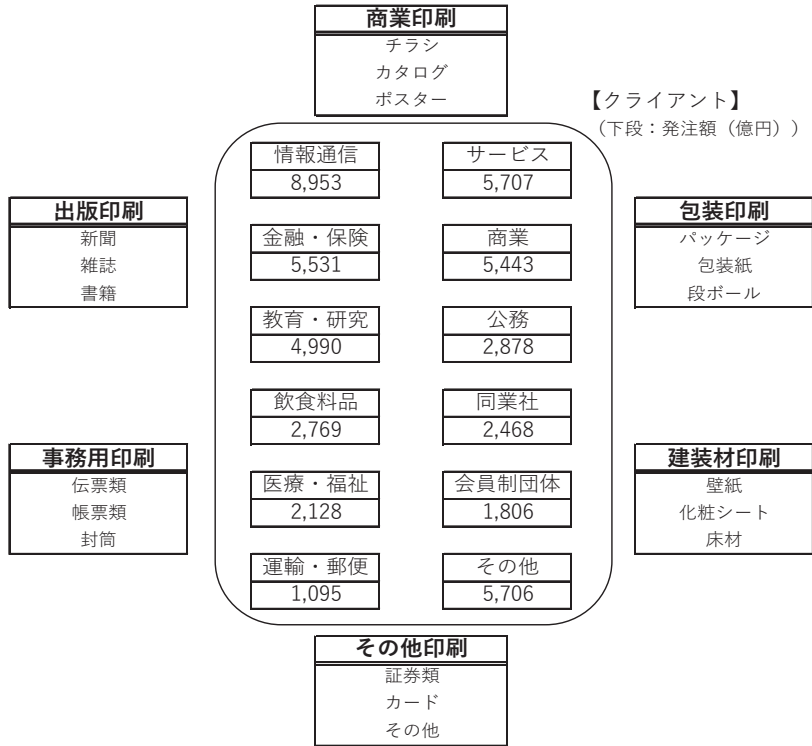 商業印刷
チラシ
カタログ
ポスター
【クライアント】
（下段：発注額（億円））
情報通信
8,953
サービス
5,707
出版印刷
新聞
雑誌
書籍
金融・保険
5,531
商業
5,443
包装印刷
パッケージ
包装紙
段ボール
教育・研究
4,990
公務
2,878
飲食料品
2,769
同業社
2,468
事務用印刷
伝票類
帳票類
封筒
医療・福祉
2,128
会員制団体
1,806
建装材印刷
壁紙
化粧シート
床材
運輸・郵便
1,095
その他
5,706
その他印刷
証券類
カード
その他